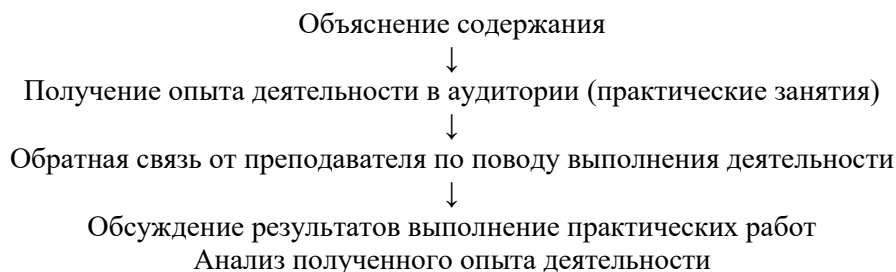 Объяснение содержания
↓
Получение опыта деятельности в аудитории (практические занятия)
↓
Обратная связь от преподавателя по поводу выполнения деятельности
↓
Обсуждение результатов выполнение практических работ
Анализ полученного опыта деятельности